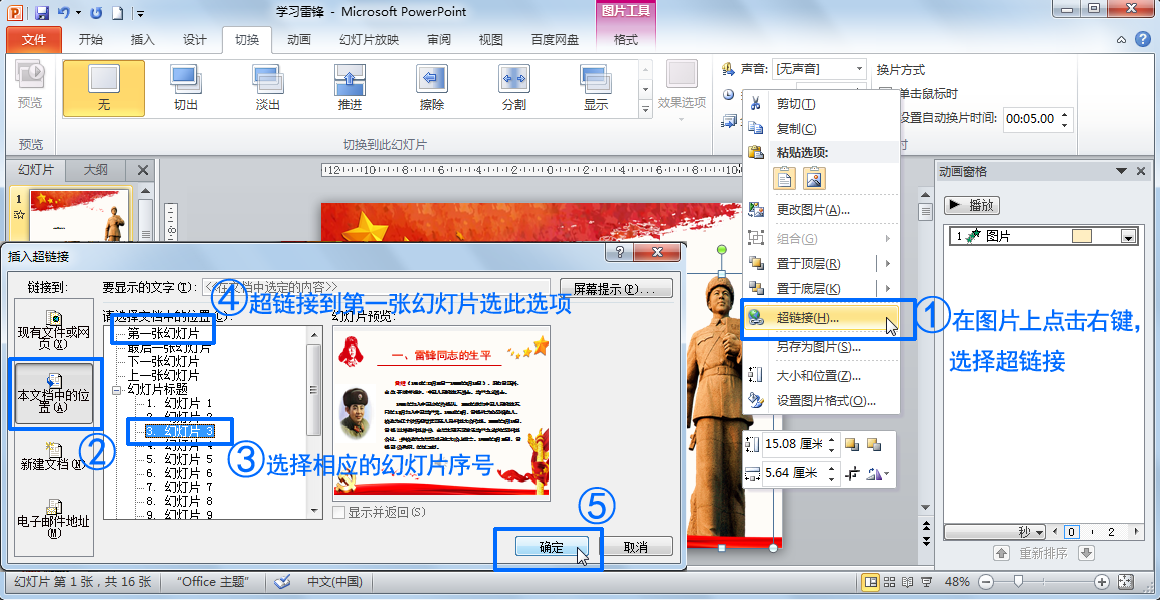 学习雷锋 - Microsoft PowerPoint
图片工具
文件 开始 插入 设计 切换 动画 幻灯片放映 审阅 视图 百度网盘 格式
预览 无 切出 淡出 推进 擦除 分割 显示 效果选项
声音: [无声音]
换片方式
单击鼠标时
设置自动换片时间: 00:05.00
预览 切换到此幻灯片
幻灯片 大纲
1
剪切(T)
复制(C)
粘贴选项:
更改图片(A)...
组合(G)
置于顶层(R)
置于底层(K)
超链接(H)...
另存为图片(S)...
大小和位置(Z)...
设置图片格式(O)...
15.08 厘米
5.64 厘米
①在图片上点击右键,
选择超链接
动画窗格
播放
1 图片
秒 0 2
重新排序
插入超链接
链接到:
要显示的文字(T): <<在文档中选定的内容>>
屏幕提示(P)...
④超链接到第一张幻灯片选此选项
请选择文档中的位置(C):
幻灯片预览:
现有文件或网
页(X)
本文档中的位
置(A)
新建文档(N)
电子邮件地址
(M)
②
第一张幻灯片
最后一张幻灯片
下一张幻灯片
上一张幻灯片
幻灯片标题
1. 幻灯片 1
2. 幻灯片 2
3. 幻灯片 3
4. 幻灯片 4
5. 幻灯片 5
6. 幻灯片 6
7. 幻灯片 7
8. 幻灯片 8
9. 幻灯片 9
③选择相应的幻灯片序号
一、雷锋同志的生平
显示并返回(S)
⑤
确定 取消
幻灯片 第 1 张，共 16 张 "Office 主题" 中文(中国) 48%